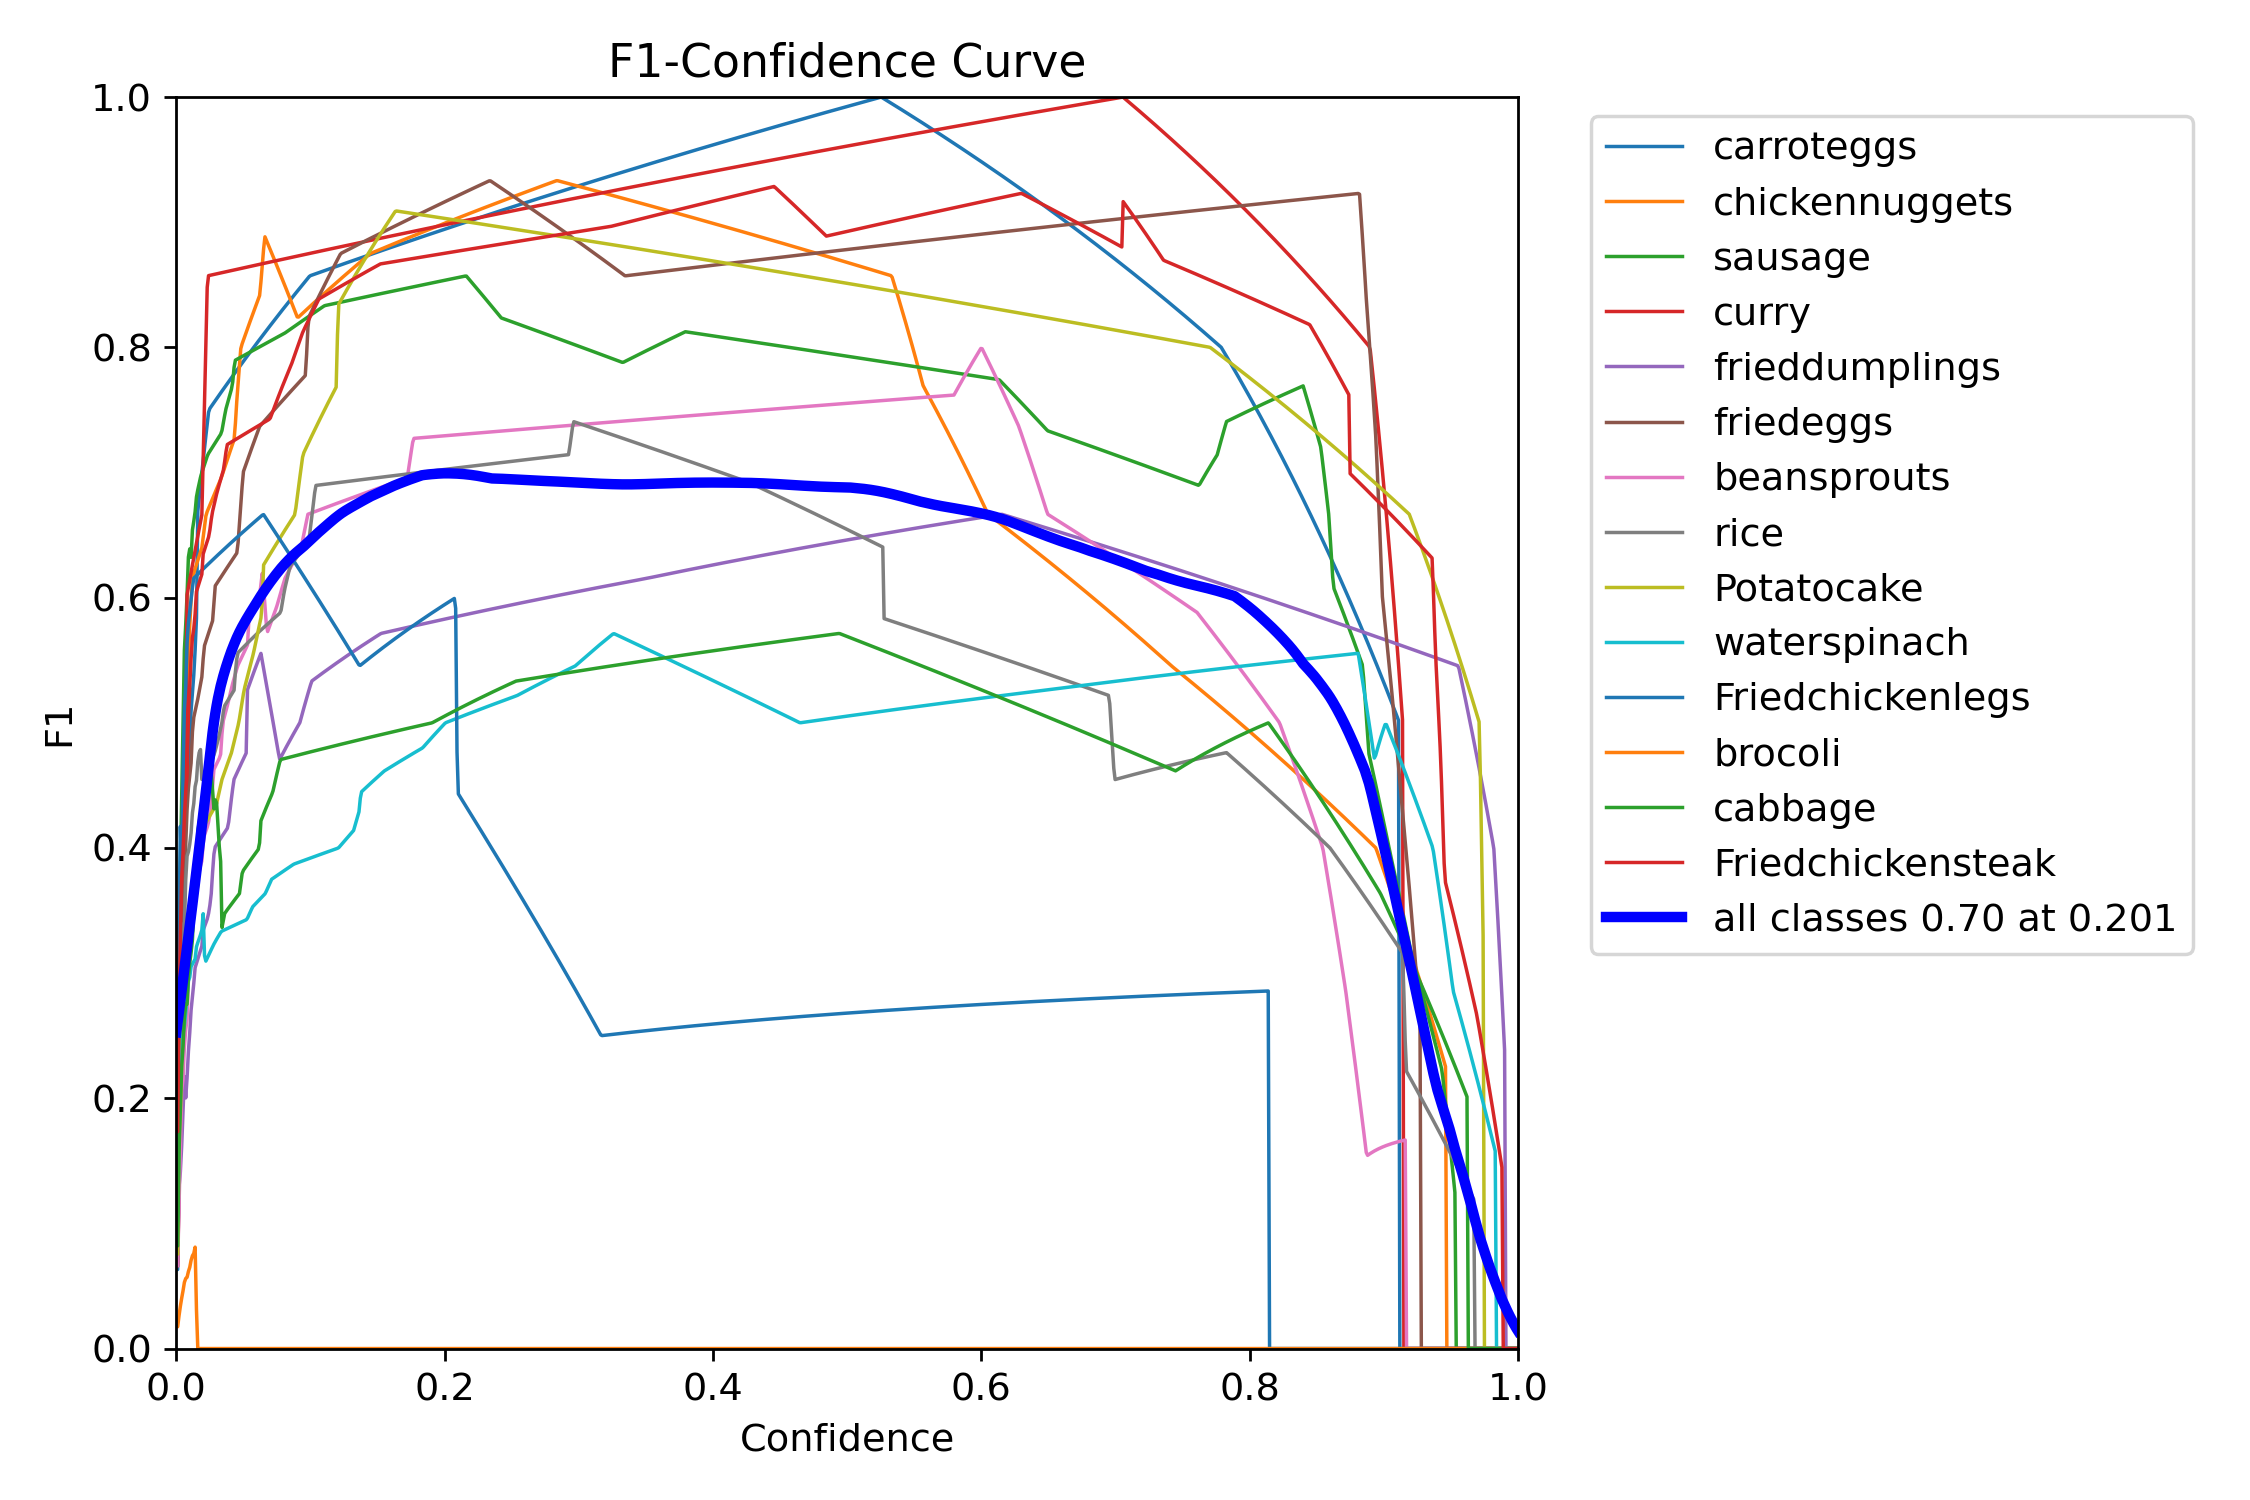 F1-Confidence Curve
1.0
0.8
0.6
0.4
0.2
0.0
F1
0.0 0.2 0.4 0.6 0.8 1.0
Confidence
carroteggs
chickennuggets
sausage
curry
frieddumplings
friedeggs
beansprouts
rice
Potatocake
waterspinach
Friedchickenlegs
brocoli
cabbage
Friedchickensteak
all classes 0.70 at 0.201